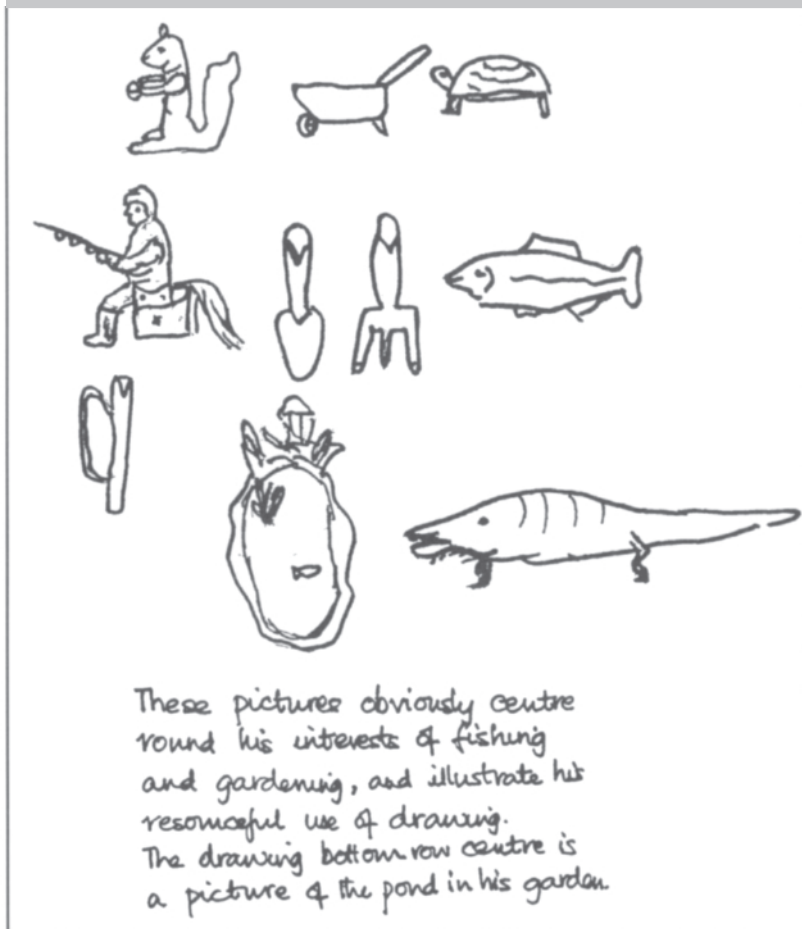 These pictures obviously centre
round his interests of fishing
and gardening, and illustrate his
resourceful use of drawing.
The drawing bottom row centre is
a picture of the pond in his garden.